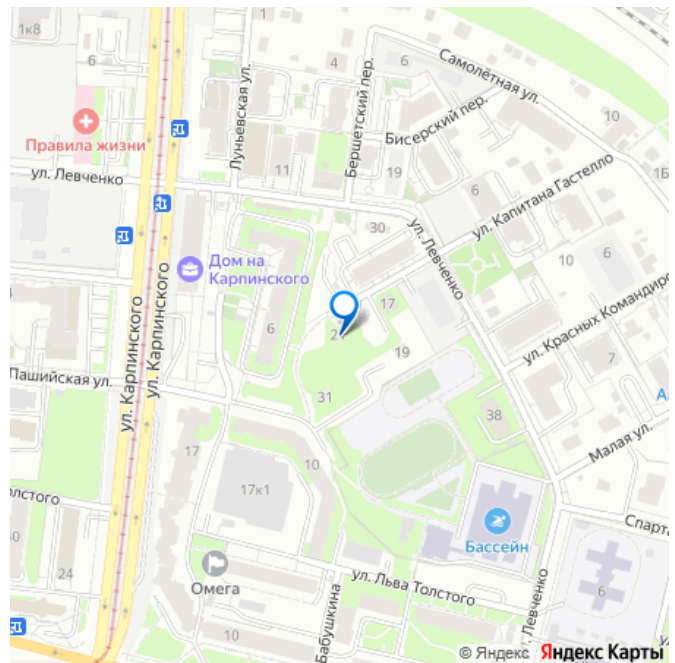 1к8
6
1
4
6
Самолётная ул.
10
Луньевская ул.
Бершетский пер.
Бисерский пер.
Правила жизни
11
19
6
1Б
ул. Левченко
ул. Капитана Гастелло
30
ул. Левченко
10
6
Дом на
Карпинского
ул. Карпинского
ул. Карпинского
17
6
ул. Красных Командиро
19
7
Пашийская ул.
31
38
А
17
10
Малая ул.
17к1
олстого
Спарта
Бассейн
40
24
Омега
ул. Льва Толстого
6
Бабушкина
Левченко
10
© Яндекс Яндекс Карты